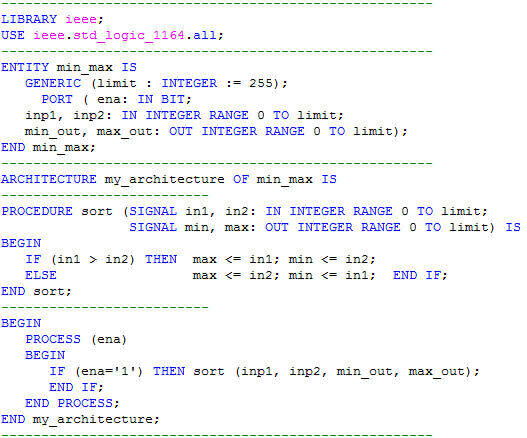 ------------------------------------------------------
LIBRARY ieee;
USE ieee.std_logic_1164.all;
------------------------------------------------------
ENTITY min_max IS
   GENERIC (limit : INTEGER := 255);
     PORT ( ena: IN BIT;
   inp1, inp2: IN INTEGER RANGE 0 TO limit;
   min_out, max_out: OUT INTEGER RANGE 0 TO limit);
END min_max;
------------------------------------------------------
ARCHITECTURE my_architecture OF min_max IS
--------------------------
PROCEDURE sort (SIGNAL in1, in2: IN INTEGER RANGE 0 TO limit;
                SIGNAL min, max: OUT INTEGER RANGE 0 TO limit) IS
BEGIN
   IF (in1 > in2) THEN  max <= in1; min <= in2;
   ELSE                 max <= in2; min <= in1;  END IF;
END sort;
--------------------------
BEGIN
   PROCESS (ena)
   BEGIN
      IF (ena='1') THEN sort (inp1, inp2, min_out, max_out);
      END IF;
   END PROCESS;
END my_architecture;
------------------------------------------------------